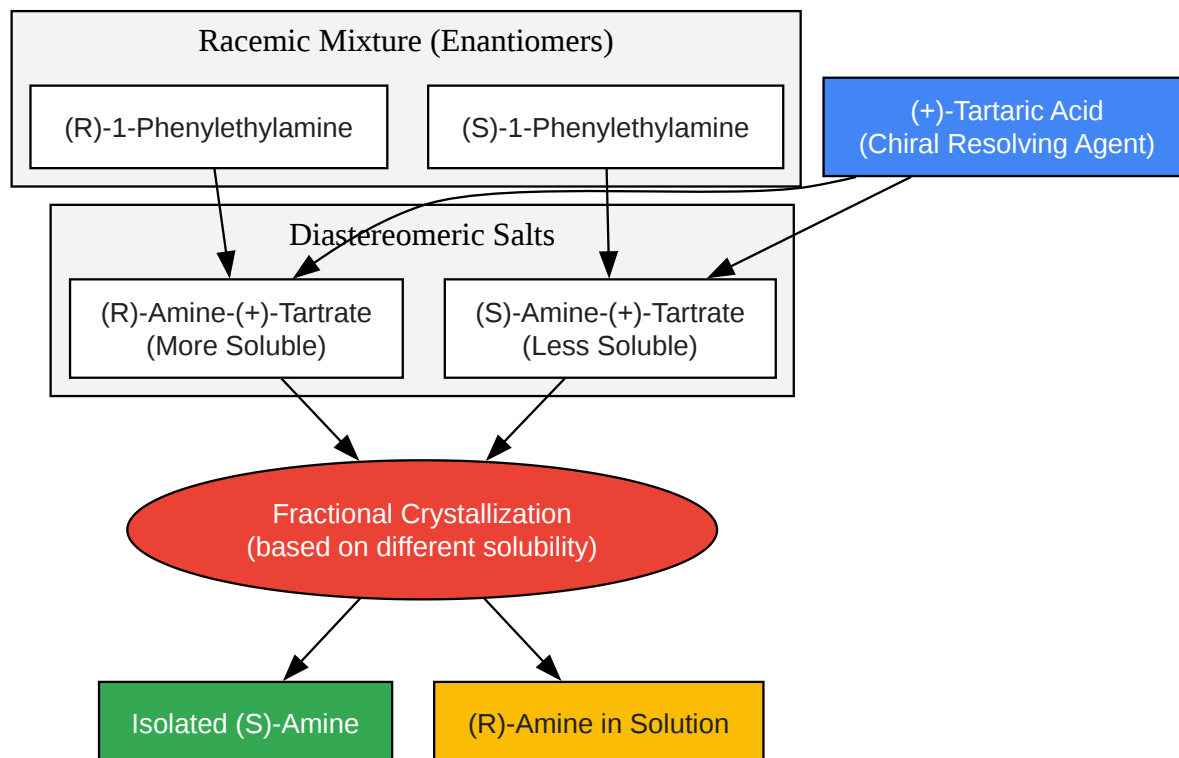 Racemic Mixture (Enantiomers)
(R)-1-Phenylethylamine
(S)-1-Phenylethylamine
(+)-Tartaric Acid
(Chiral Resolving Agent)
Diastereomeric Salts
(R)-Amine-(+)-Tartrate
(More Soluble)
(S)-Amine-(+)-Tartrate
(Less Soluble)
Fractional Crystallization
(based on different solubility)
Isolated (S)-Amine
(R)-Amine in Solution